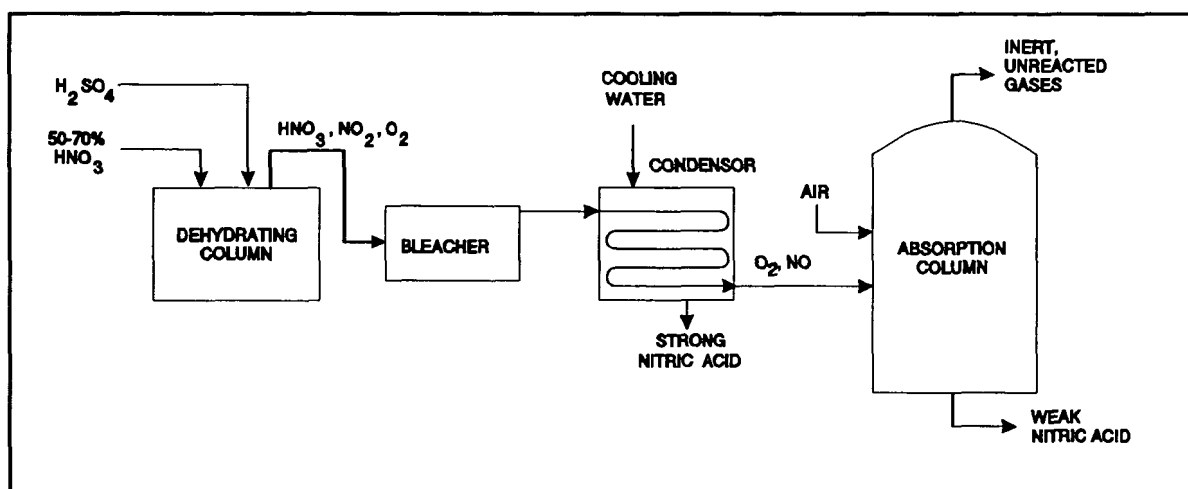 H₂SO₄
50-70%
HNO₃
DEHYDRATING
COLUMN
HNO₃, NO₂, O₂
BLEACHER
COOLING
WATER
CONDENSOR
STRONG
NITRIC ACID
O₂, NO
AIR
ABSORPTION
COLUMN
INERT,
UNREACTED
GASES
WEAK
NITRIC ACID